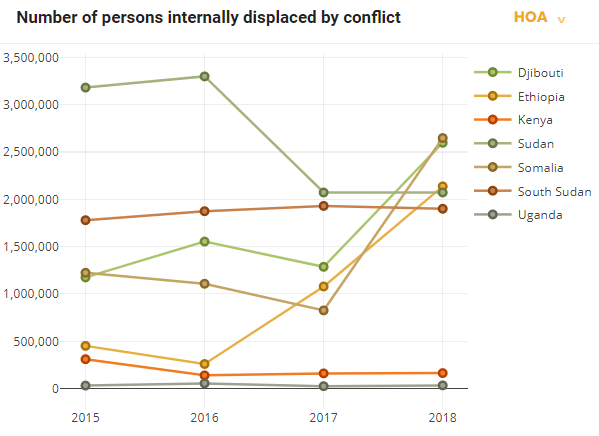 Number of persons internally displaced by conflict
HOA v
3,500,000
3,000,000
2,500,000
2,000,000
1,500,000
1,000,000
500,000
0
2015 2016 2017 2018
Djibouti
Ethiopia
Kenya
Sudan
Somalia
South Sudan
Uganda